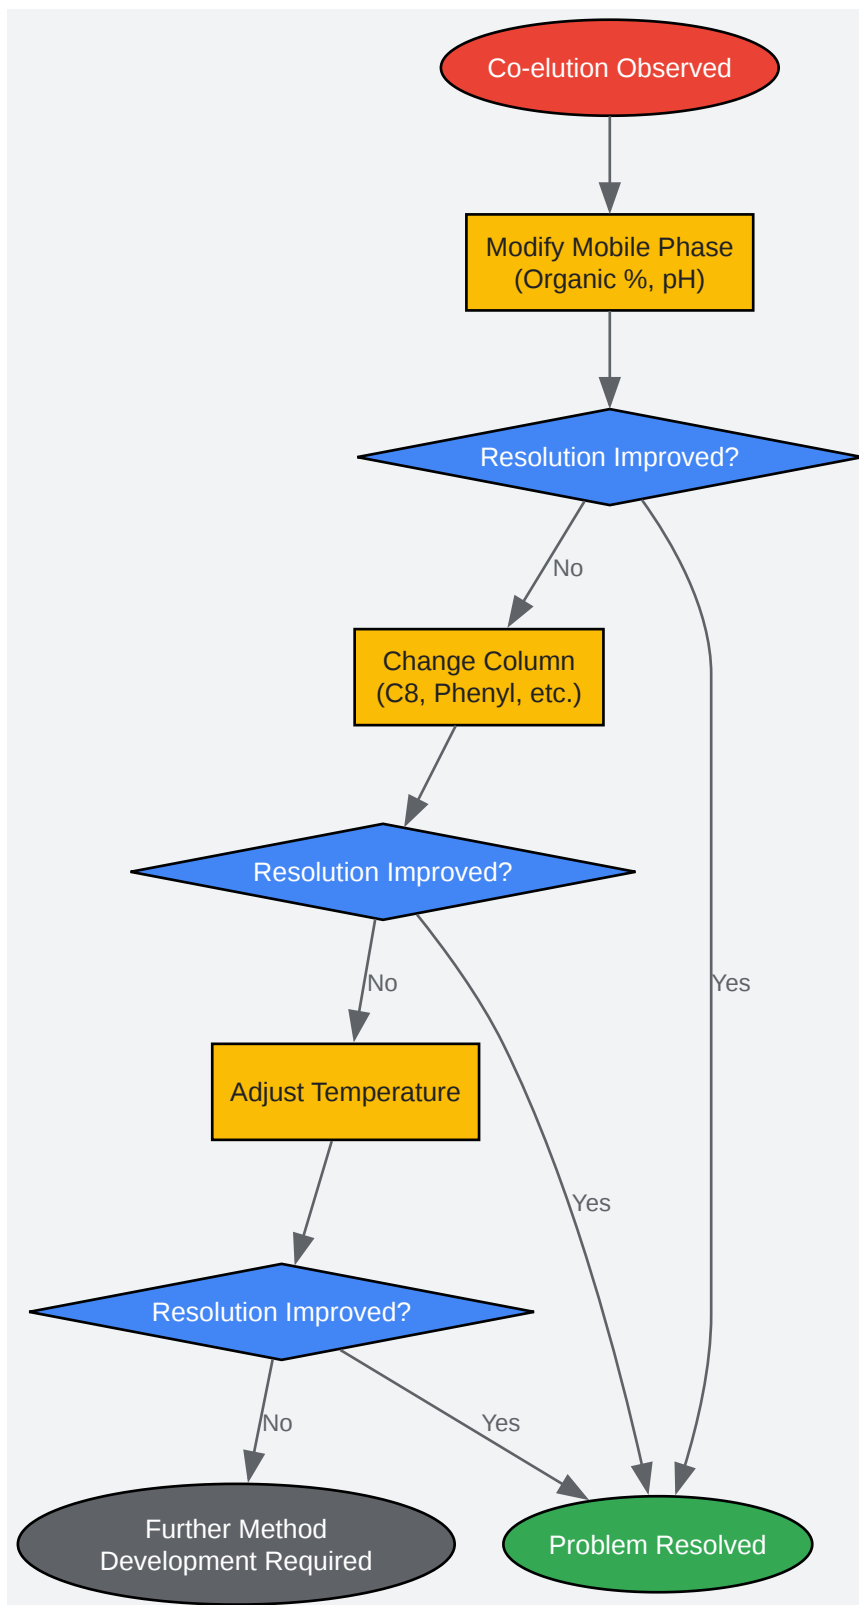 Co-elution Observed
Modify Mobile Phase
(Organic %, pH)
Resolution Improved?
No
Change Column
(C8, Phenyl, etc.)
Resolution Improved?
No
Yes
Adjust Temperature
Yes
Resolution Improved?
No
Yes
Further Method
Development Required
Problem Resolved